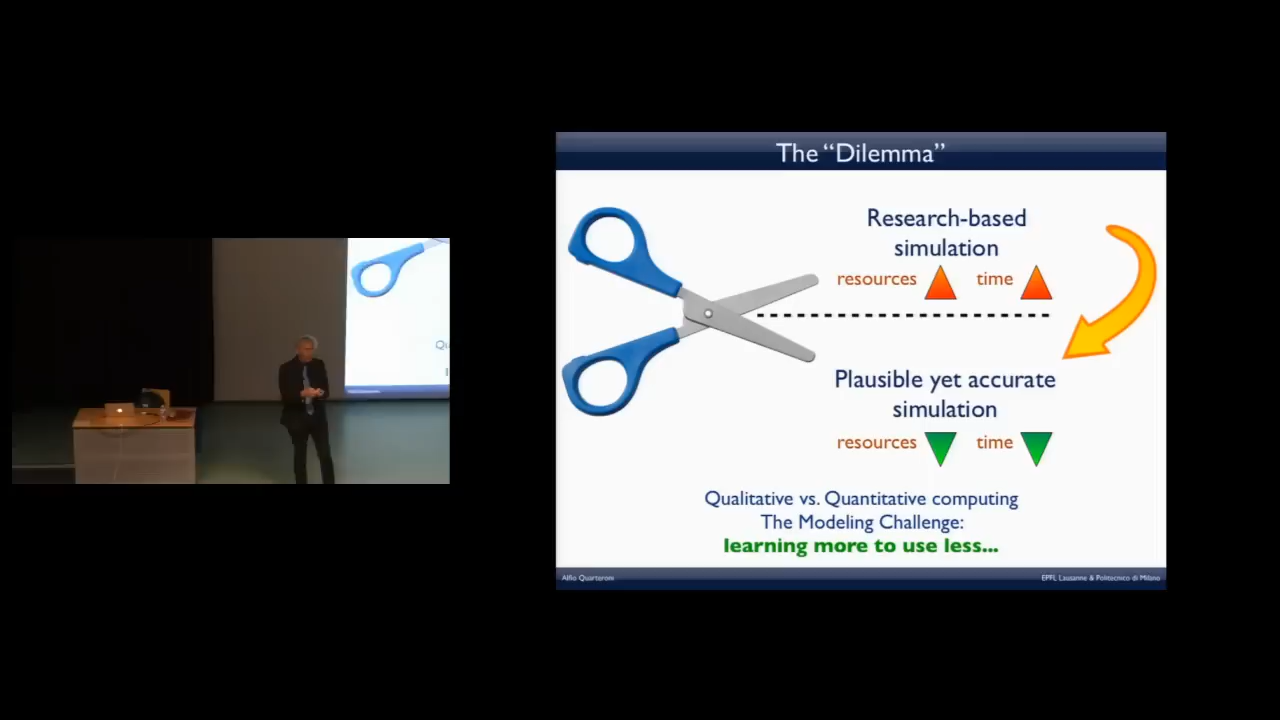 The “Dilemma”
Research-based
simulation
resources
time
Plausible yet accurate
simulation
resources
time
Qualitative vs. Quantitative computing
The Modeling Challenge:
learning more to use less...
Alfio Quarteroni
EPFL Lausanne & Politecnico di Milano